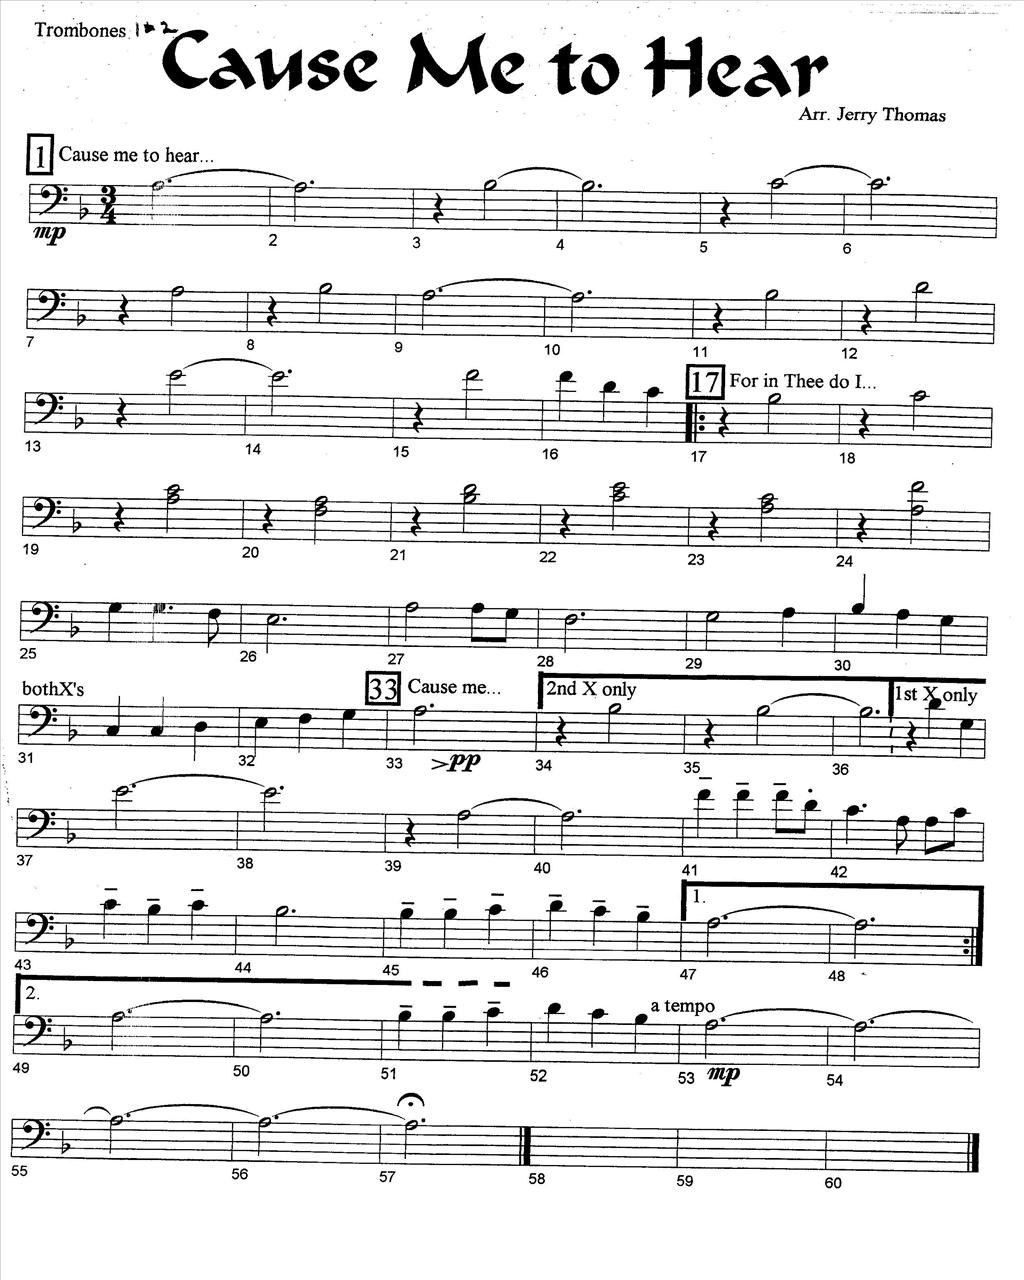 Trombones 1&2
Cause Me to Hear
Arr. Jerry Thomas
1 Cause me to hear...
3
4
mp
2 3 4 5 6
7 8 9 10 11 12
17 For in Thee do I...
13 14 15 16 17 18
19 20 21 22 23 24
25 26 27 28 29 30
bothX's
33 Cause me...
2nd X only
1st X only
31 32 33 >pp 34 35 36
37 38 39 40 41 42
1.
43 44 45 46 47 48
2.
a tempo
49 50 51 52 53 mp 54
55 56 57 58 59 60